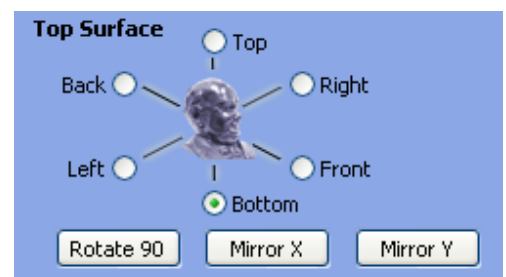 Top Surface
Top
Back
Right
Left
Front
Bottom
Rotate 90
Mirror X
Mirror Y